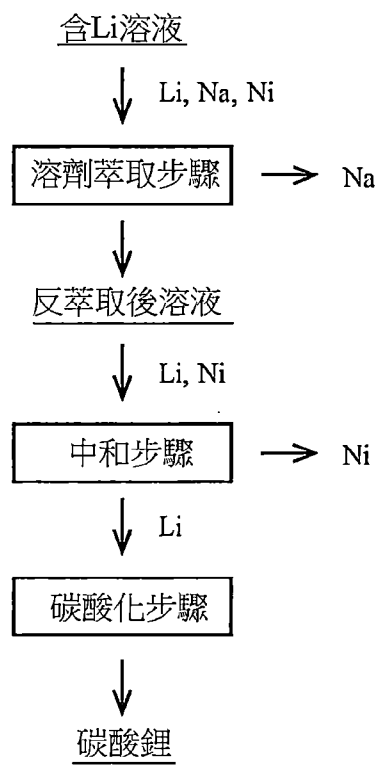 含Li溶液
Li, Na, Ni
溶劑萃取步驟
Na
反萃取後溶液
Li, Ni
中和步驟
Ni
Li
碳酸化步驟
碳酸鋰